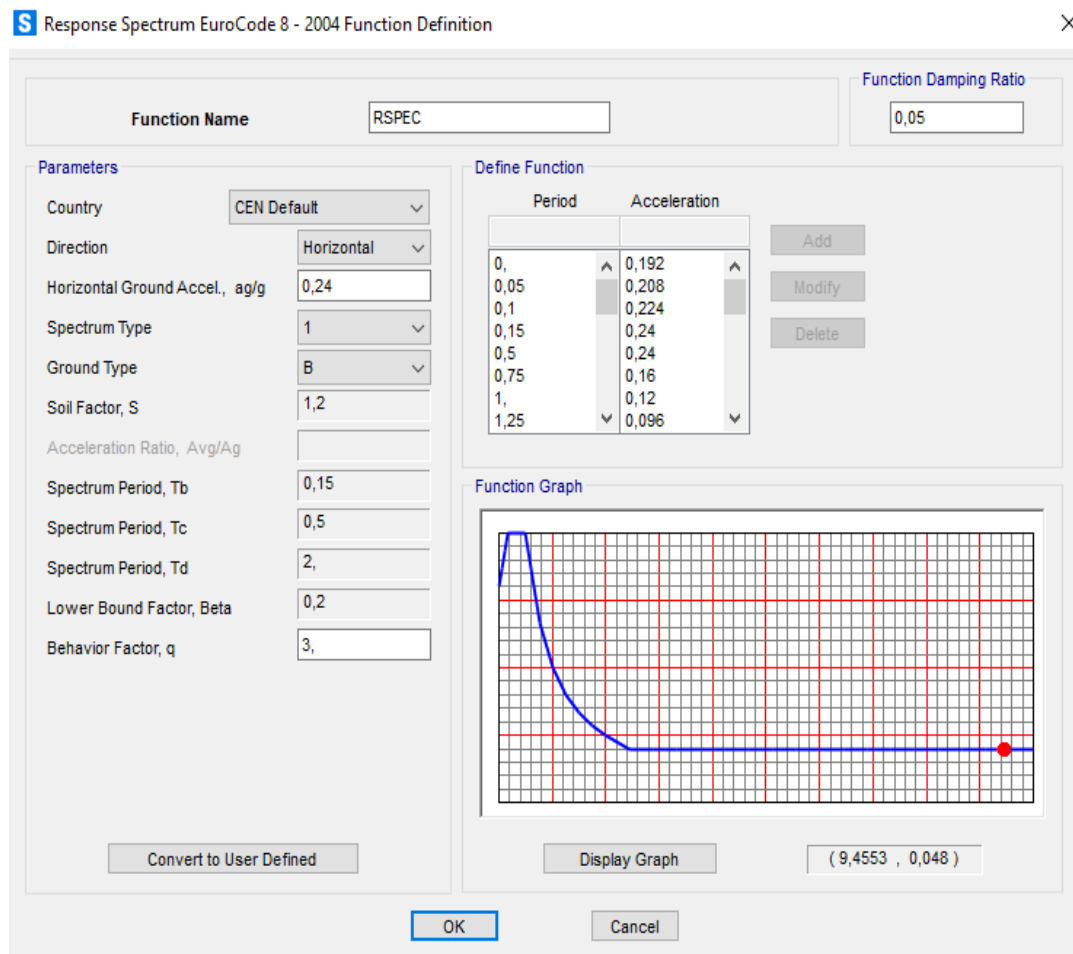 S Response Spectrum EuroCode 8 - 2004 Function Definition
Function Damping Ratio
Function Name RSPEC 0,05
Parameters
Country CEN Default
Direction Horizontal
Horizontal Ground Accel., ag/g 0,24
Spectrum Type 1
Ground Type B
Soil Factor, S 1,2
Acceleration Ratio, Avg/Ag
Spectrum Period, Tb 0,15
Spectrum Period, Tc 0,5
Spectrum Period, Td 2,
Lower Bound Factor, Beta 0,2
Behavior Factor, q 3,
Convert to User Defined
Define Function
Period Acceleration
0, 0,192
0,05 0,208
0,1 0,224
0,15 0,24
0,5 0,24
0,75 0,16
1, 0,12
1,25 0,096
Add
Modify
Delete
Function Graph
Display Graph (9,4553 , 0,048 )
OK Cancel